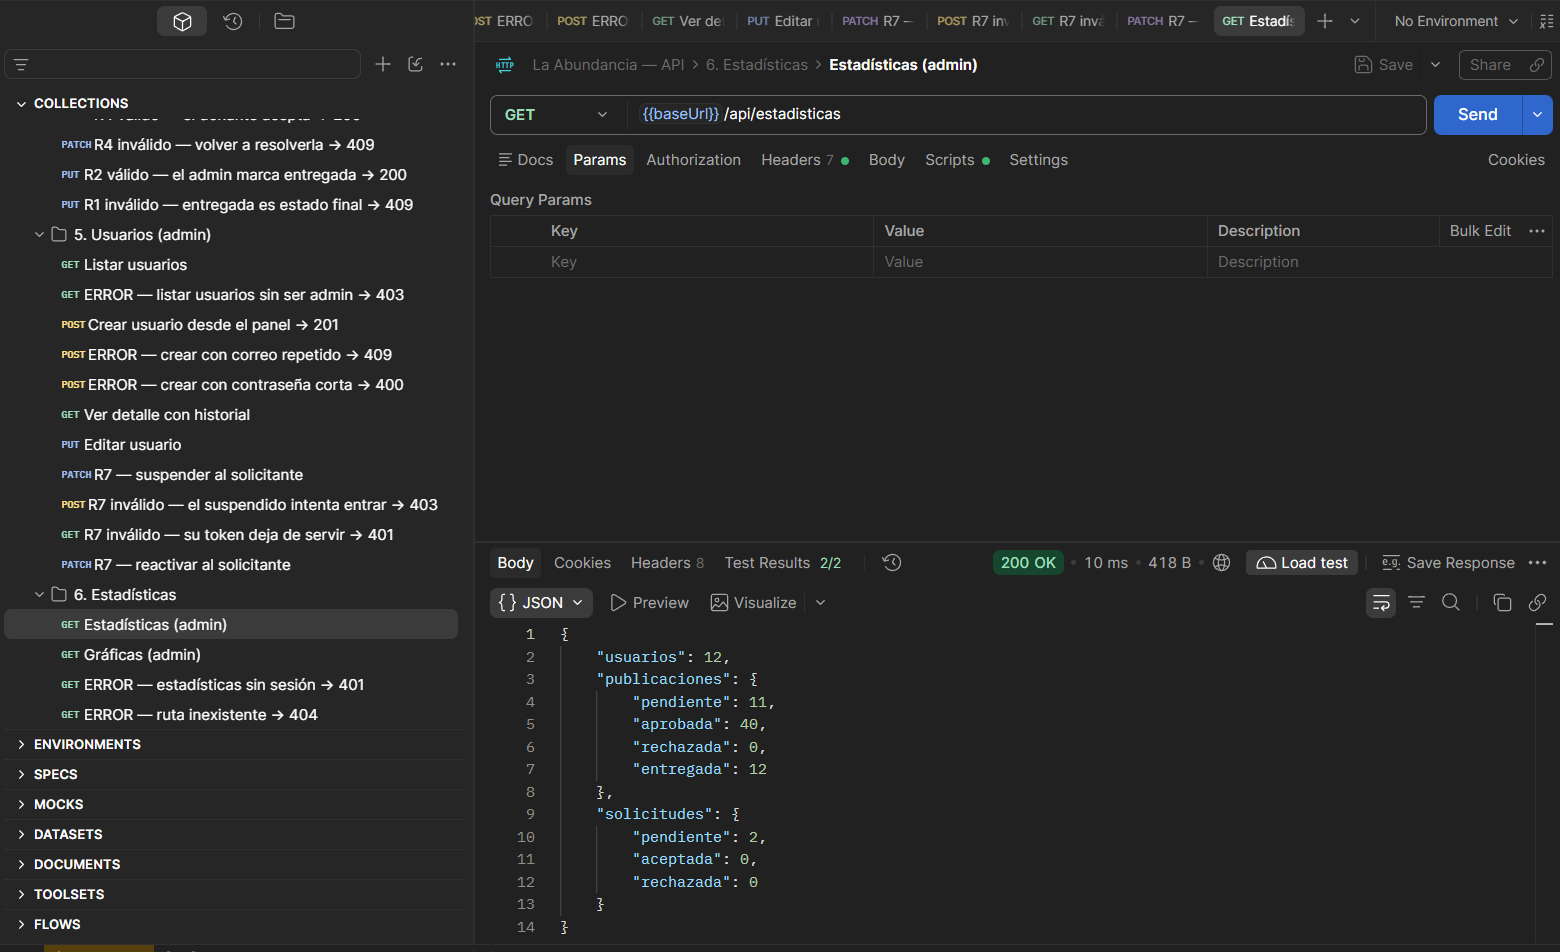 ERRO
POST ERRO
GET Ver de
PUT Editar
PATCH R7 —
POST R7 in
GET R7 inv
PATCH R7 —
GET Estadís
No Environment
HTTP La Abundancia — API > 6. Estadísticas > Estadísticas (admin)
Save
Share
COLLECTIONS
GET
{{baseUrl}} /api/estadisticas
Send
PATCH R4 inválido — volver a resolverla → 409
PUT R2 válido — el admin marca entregada → 200
PUT R1 inválido — entregada es estado final → 409
5. Usuarios (admin)
GET Listar usuarios
GET ERROR — listar usuarios sin ser admin → 403
POST Crear usuario desde el panel → 201
POST ERROR — crear con correo repetido → 409
POST ERROR — crear con contraseña corta → 400
GET Ver detalle con historial
PUT Editar usuario
PATCH R7 — suspender al solicitante
POST R7 inválido — el suspendido intenta entrar → 403
GET R7 inválido — su token deja de servir → 401
PATCH R7 — reactivar al solicitante
6. Estadísticas
GET Estadísticas (admin)
GET Gráficas (admin)
GET ERROR — estadísticas sin sesión → 401
GET ERROR — ruta inexistente → 404
ENVIRONMENTS
SPECS
MOCKS
DATASETS
DOCUMENTS
TOOLSETS
FLOWS
Docs Params Authorization Headers 7 Body Scripts Settings Cookies
Query Params
Key Value Description Bulk Edit
Key Value Description
Body Cookies Headers 8 Test Results 2/2 200 OK • 10 ms • 418 B • Load test e.g. Save Response
{} JSON Preview Visualize
1 {
2 "usuarios": 12,
3 "publicaciones": {
4 "pendiente": 11,
5 "aprobada": 40,
6 "rechazada": 0,
7 "entregada": 12
8 },
9 "solicitudes": {
10 "pendiente": 2,
11 "aceptada": 0,
12 "rechazada": 0
13 }
14 }